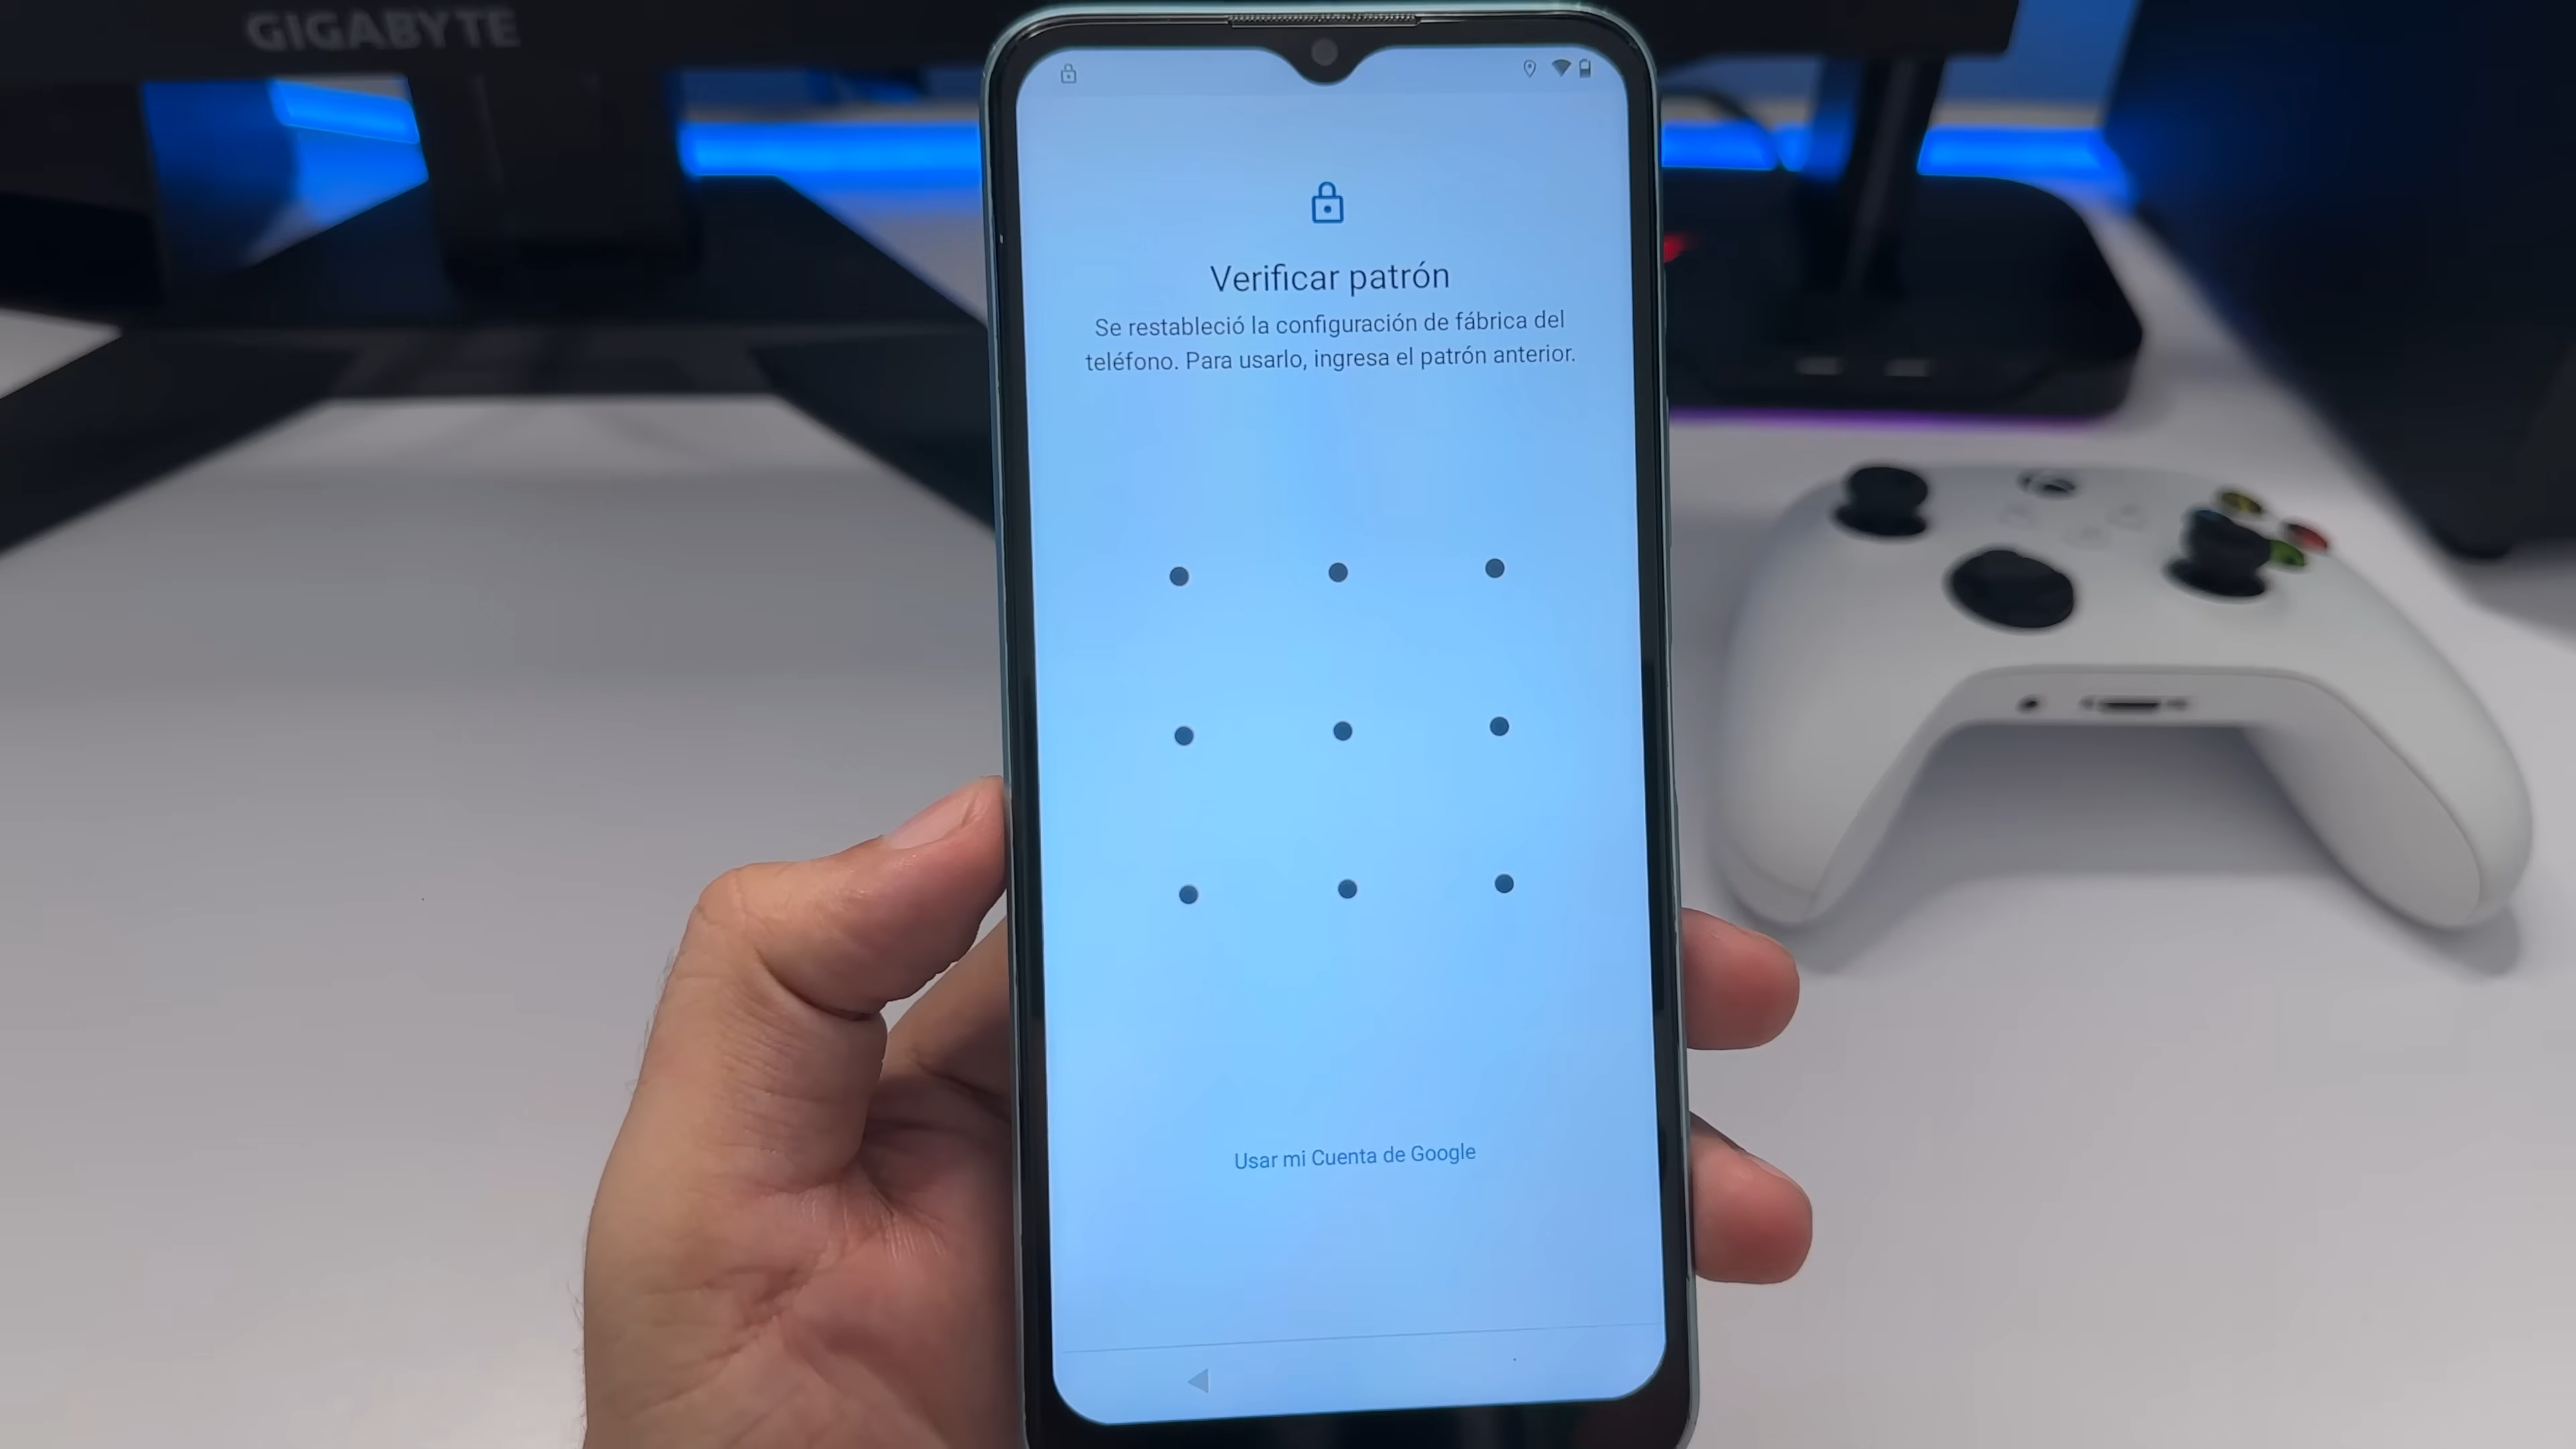 GIGABYTE
Verificar patrón
Se restableció la configuración de fábrica del
teléfono. Para usarlo, ingresa el patrón anterior.
Usar mi Cuenta de Google